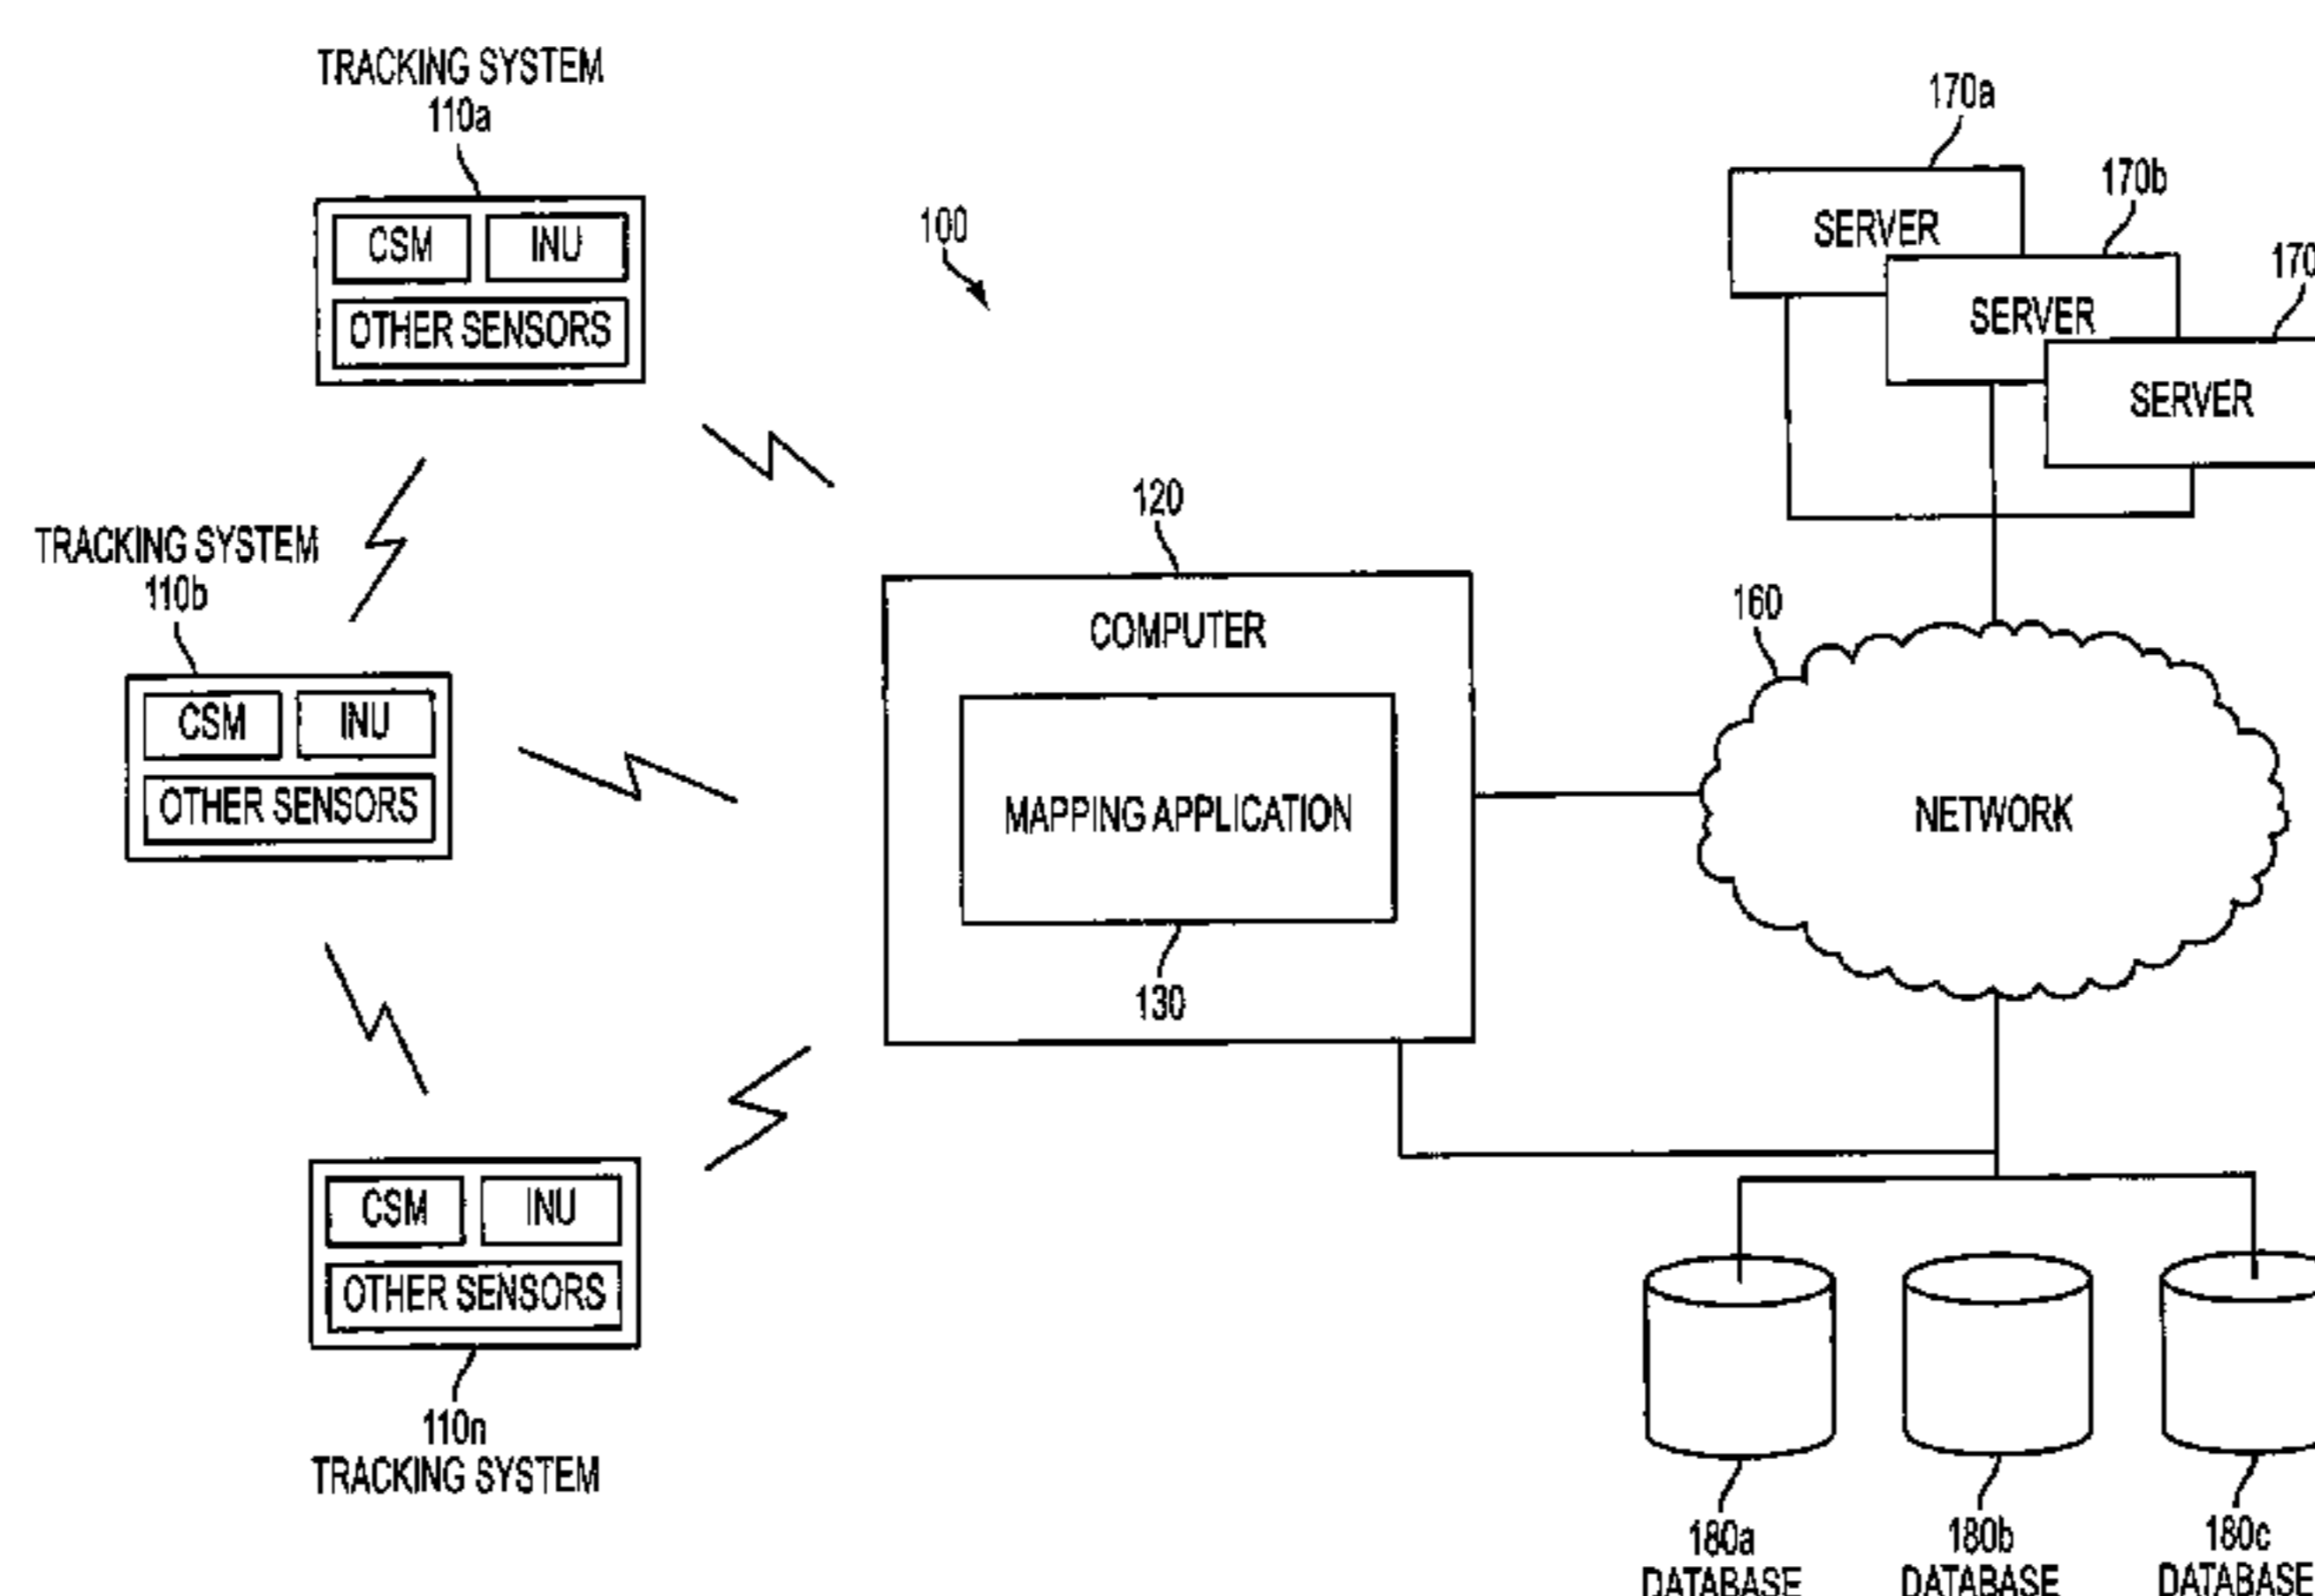 TRACKING SYSTEM
110a
CSM
INU
OTHER SENSORS
100
170a
SERVER
170b
SERVER
170
SERVER
TRACKING SYSTEM
110b
CSM
INU
OTHER SENSORS
120
COMPUTER
MAPPING APPLICATION
130
160
NETWORK
CSM
INU
OTHER SENSORS
110n
TRACKING SYSTEM
180a
DATABASE
180b
DATABASE
180c
DATABASE